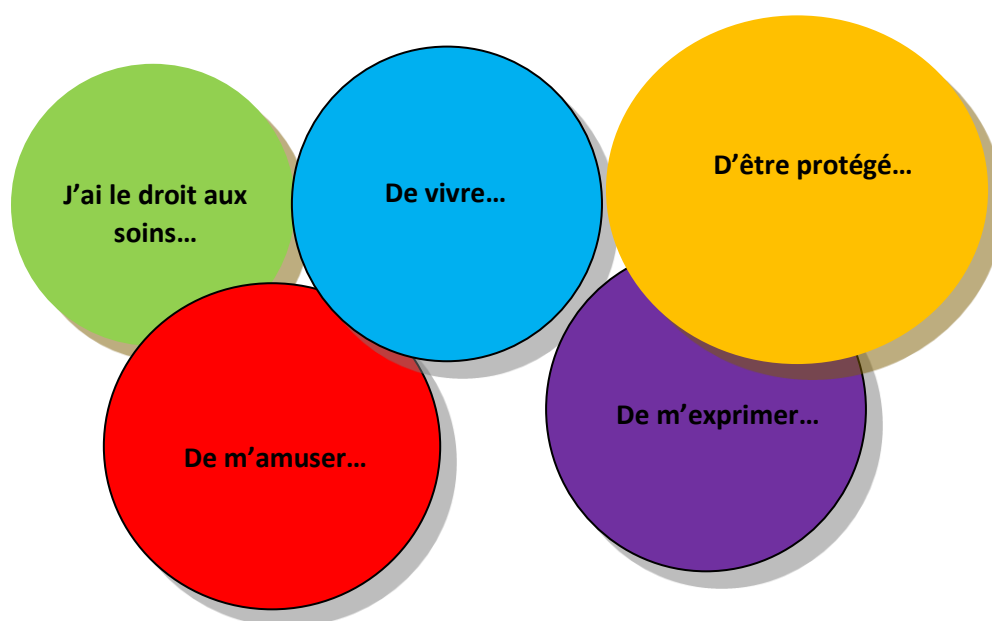 J’ai le droit aux
soins…
De vivre…
D’être protégé…
De m’amuser…
De m’exprimer…